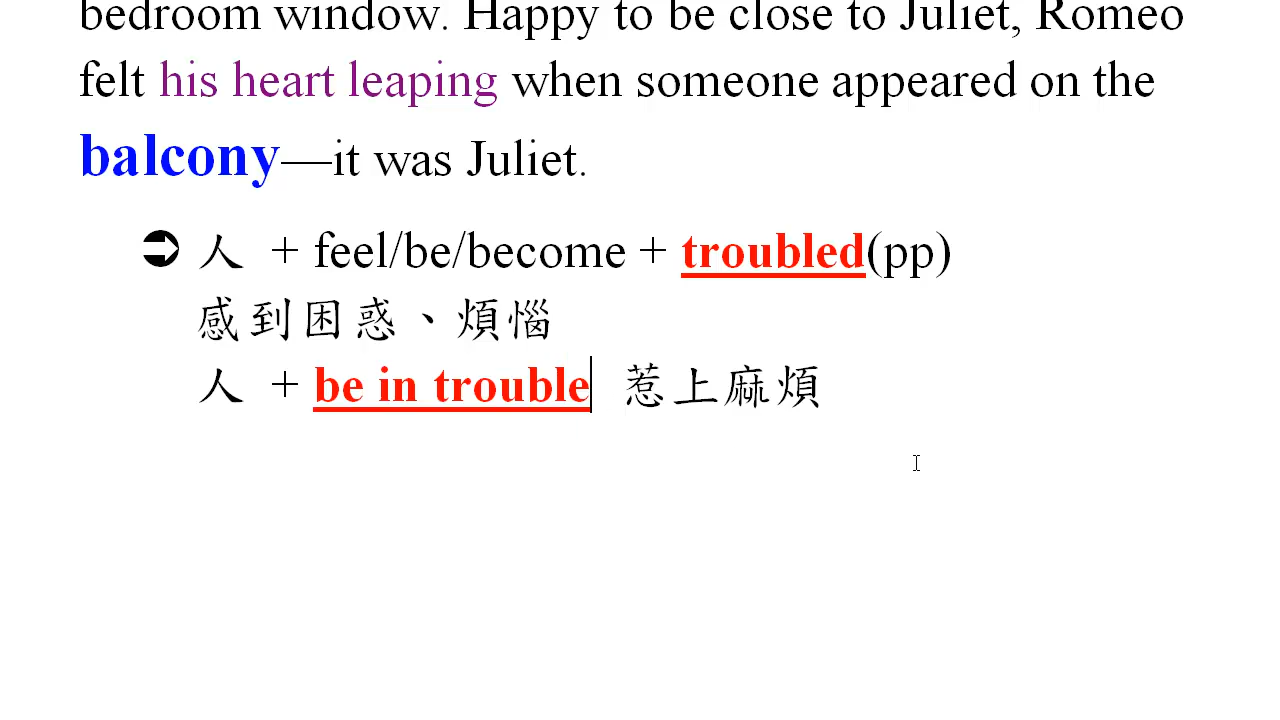 bedroom window. Happy to be close to Juliet, Romeo
felt his heart leaping when someone appeared on the
balcony—it was Juliet.
➲ 人 + feel/be/become + troubled(pp)
感到困惑、煩惱
人 + be in trouble 惹上麻煩